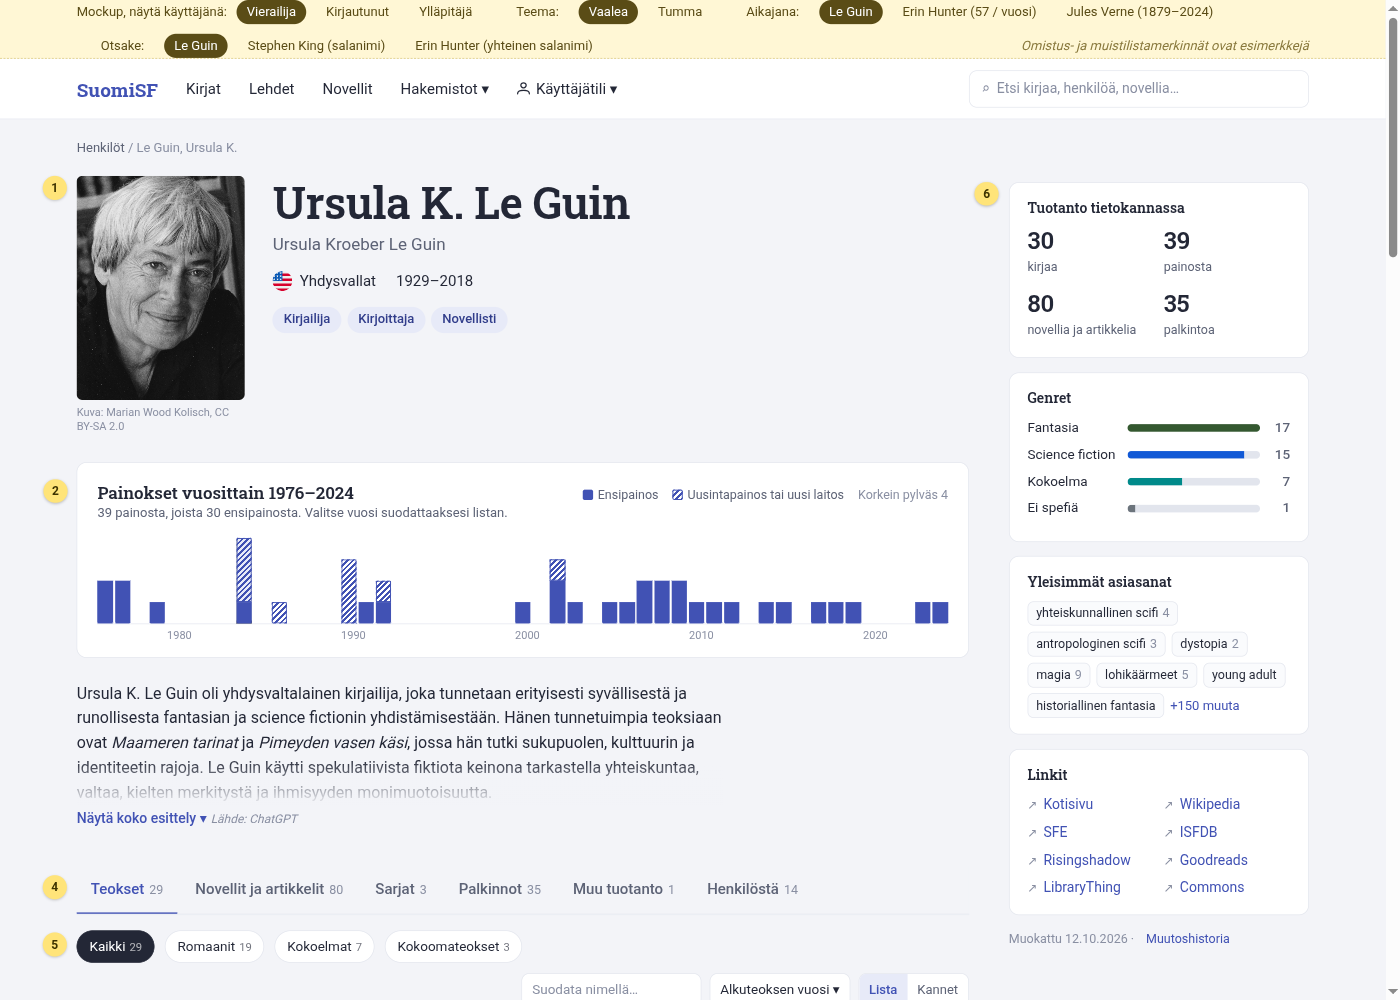 Mockup, näytä käyttäjänä: Vierailija Kirjautunut Ylläpitäjä Teema: Vaalea Tumma Aikajana: Le Guin Erin Hunter (57 / vuosi) Jules Verne (1879–2024)
Otsake: Le Guin Stephen King (salanimi) Erin Hunter (yhteinen salanimi) Omistus- ja muistilistamerkinnät ovat esimerkkejä
SuomiSF Kirjat Lehdet Novellit Hakemistot ▾ Käyttäjätili ▾ Etsi kirjaa, henkilöä, novellia…
Henkilöt / Le Guin, Ursula K.
1
Ursula K. Le Guin
Ursula Kroeber Le Guin
Yhdysvallat 1929–2018
Kirjailija Kirjoittaja Novellisti
Kuva: Marian Wood Kolisch, CC
BY-SA 2.0
2
Painokset vuosittain 1976–2024
39 painosta, joista 30 ensipainosta. Valitse vuosi suodattaaksesi listan.
Ensipainos Uusintapainos tai uusi laitos Korkein pylväs 4
1980 1990 2000 2010 2020
Ursula K. Le Guin oli yhdysvaltalainen kirjailija, joka tunnetaan erityisesti syvällisestä ja
runollisesta fantasian ja science fictionin yhdistämisestään. Hänen tunnetuimpia teoksiaan
ovat Maameren tarinat ja Pimeyden vasen käsi, jossa hän tutki sukupuolen, kulttuurin ja
identiteetin rajoja. Le Guin käytti spekulatiivista fiktiota keinona tarkastella yhteiskuntaa,
valtaa, kielten merkitystä ja ihmisyyden monimuotoisuutta.
Näytä koko esittely ▾ Lähde: ChatGPT
4
Teokset 29 Novellit ja artikkelit 80 Sarjat 3 Palkinnot 35 Muu tuotanto 1 Henkilöstä 14
5
Kaikki 29 Romaanit 19 Kokoelmat 7 Kokoomateokset 3
Suodata nimellä… Alkuteoksen vuosi ▾ Lista Kannet
6
Tuotanto tietokannassa
30 39
kirjaa painosta
80 35
novellia ja artikkelia palkintoa
Genret
Fantasia 17
Science fiction 15
Kokoelma 7
Ei spefiä 1
Yleisimmät asiasanat
yhteiskunnallinen scifi 4
antropologinen scifi 3 dystopia 2
magia 9 lohikäärmeet 5 young adult
historiallinen fantasia +150 muuta
Linkit
↗ Kotisivu ↗ Wikipedia
↗ SFE ↗ ISFDB
↗ Risingshadow ↗ Goodreads
↗ LibraryThing ↗ Commons
Muokattu 12.10.2026 · Muutoshistoria